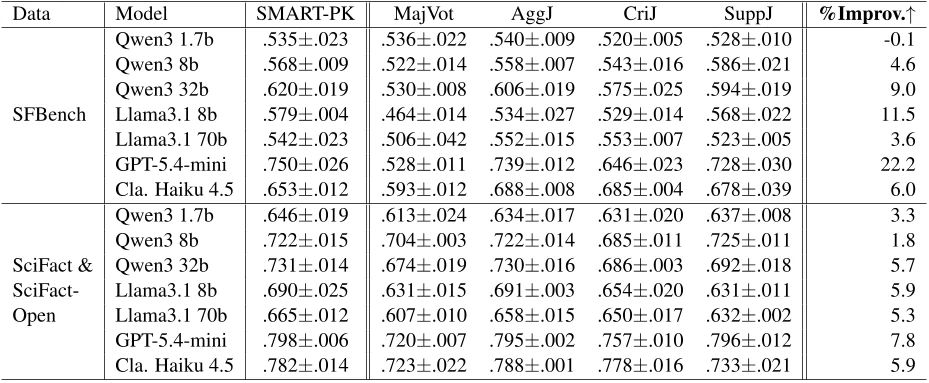 Data Model SMART-PK MajVot AggJ CriJ SuppJ %Improv.↑
Qwen3 1.7b .535±.023 .536±.022 .540±.009 .520±.005 .528±.010 -0.1
Qwen3 8b .568±.009 .522±.014 .558±.007 .543±.016 .586±.021 4.6
Qwen3 32b .620±.019 .530±.008 .606±.019 .575±.025 .594±.019 9.0
SFBench Llama3.1 8b .579±.004 .464±.014 .534±.027 .529±.014 .568±.022 11.5
Llama3.1 70b .542±.023 .506±.042 .552±.015 .553±.007 .523±.005 3.6
GPT-5.4-mini .750±.026 .528±.011 .739±.012 .646±.023 .728±.030 22.2
Cla. Haiku 4.5 .653±.012 .593±.012 .688±.008 .685±.004 .678±.039 6.0
Qwen3 1.7b .646±.019 .613±.024 .634±.017 .631±.020 .637±.008 3.3
Qwen3 8b .722±.015 .704±.003 .722±.014 .685±.011 .725±.011 1.8
SciFact & Qwen3 32b .731±.014 .674±.019 .730±.016 .686±.003 .692±.018 5.7
SciFact- Llama3.1 8b .690±.025 .631±.015 .691±.003 .654±.020 .631±.011 5.9
Open Llama3.1 70b .665±.012 .607±.010 .658±.015 .650±.017 .632±.002 5.3
GPT-5.4-mini .798±.006 .720±.007 .795±.002 .757±.010 .796±.012 7.8
Cla. Haiku 4.5 .782±.014 .723±.022 .788±.001 .778±.016 .733±.021 5.9